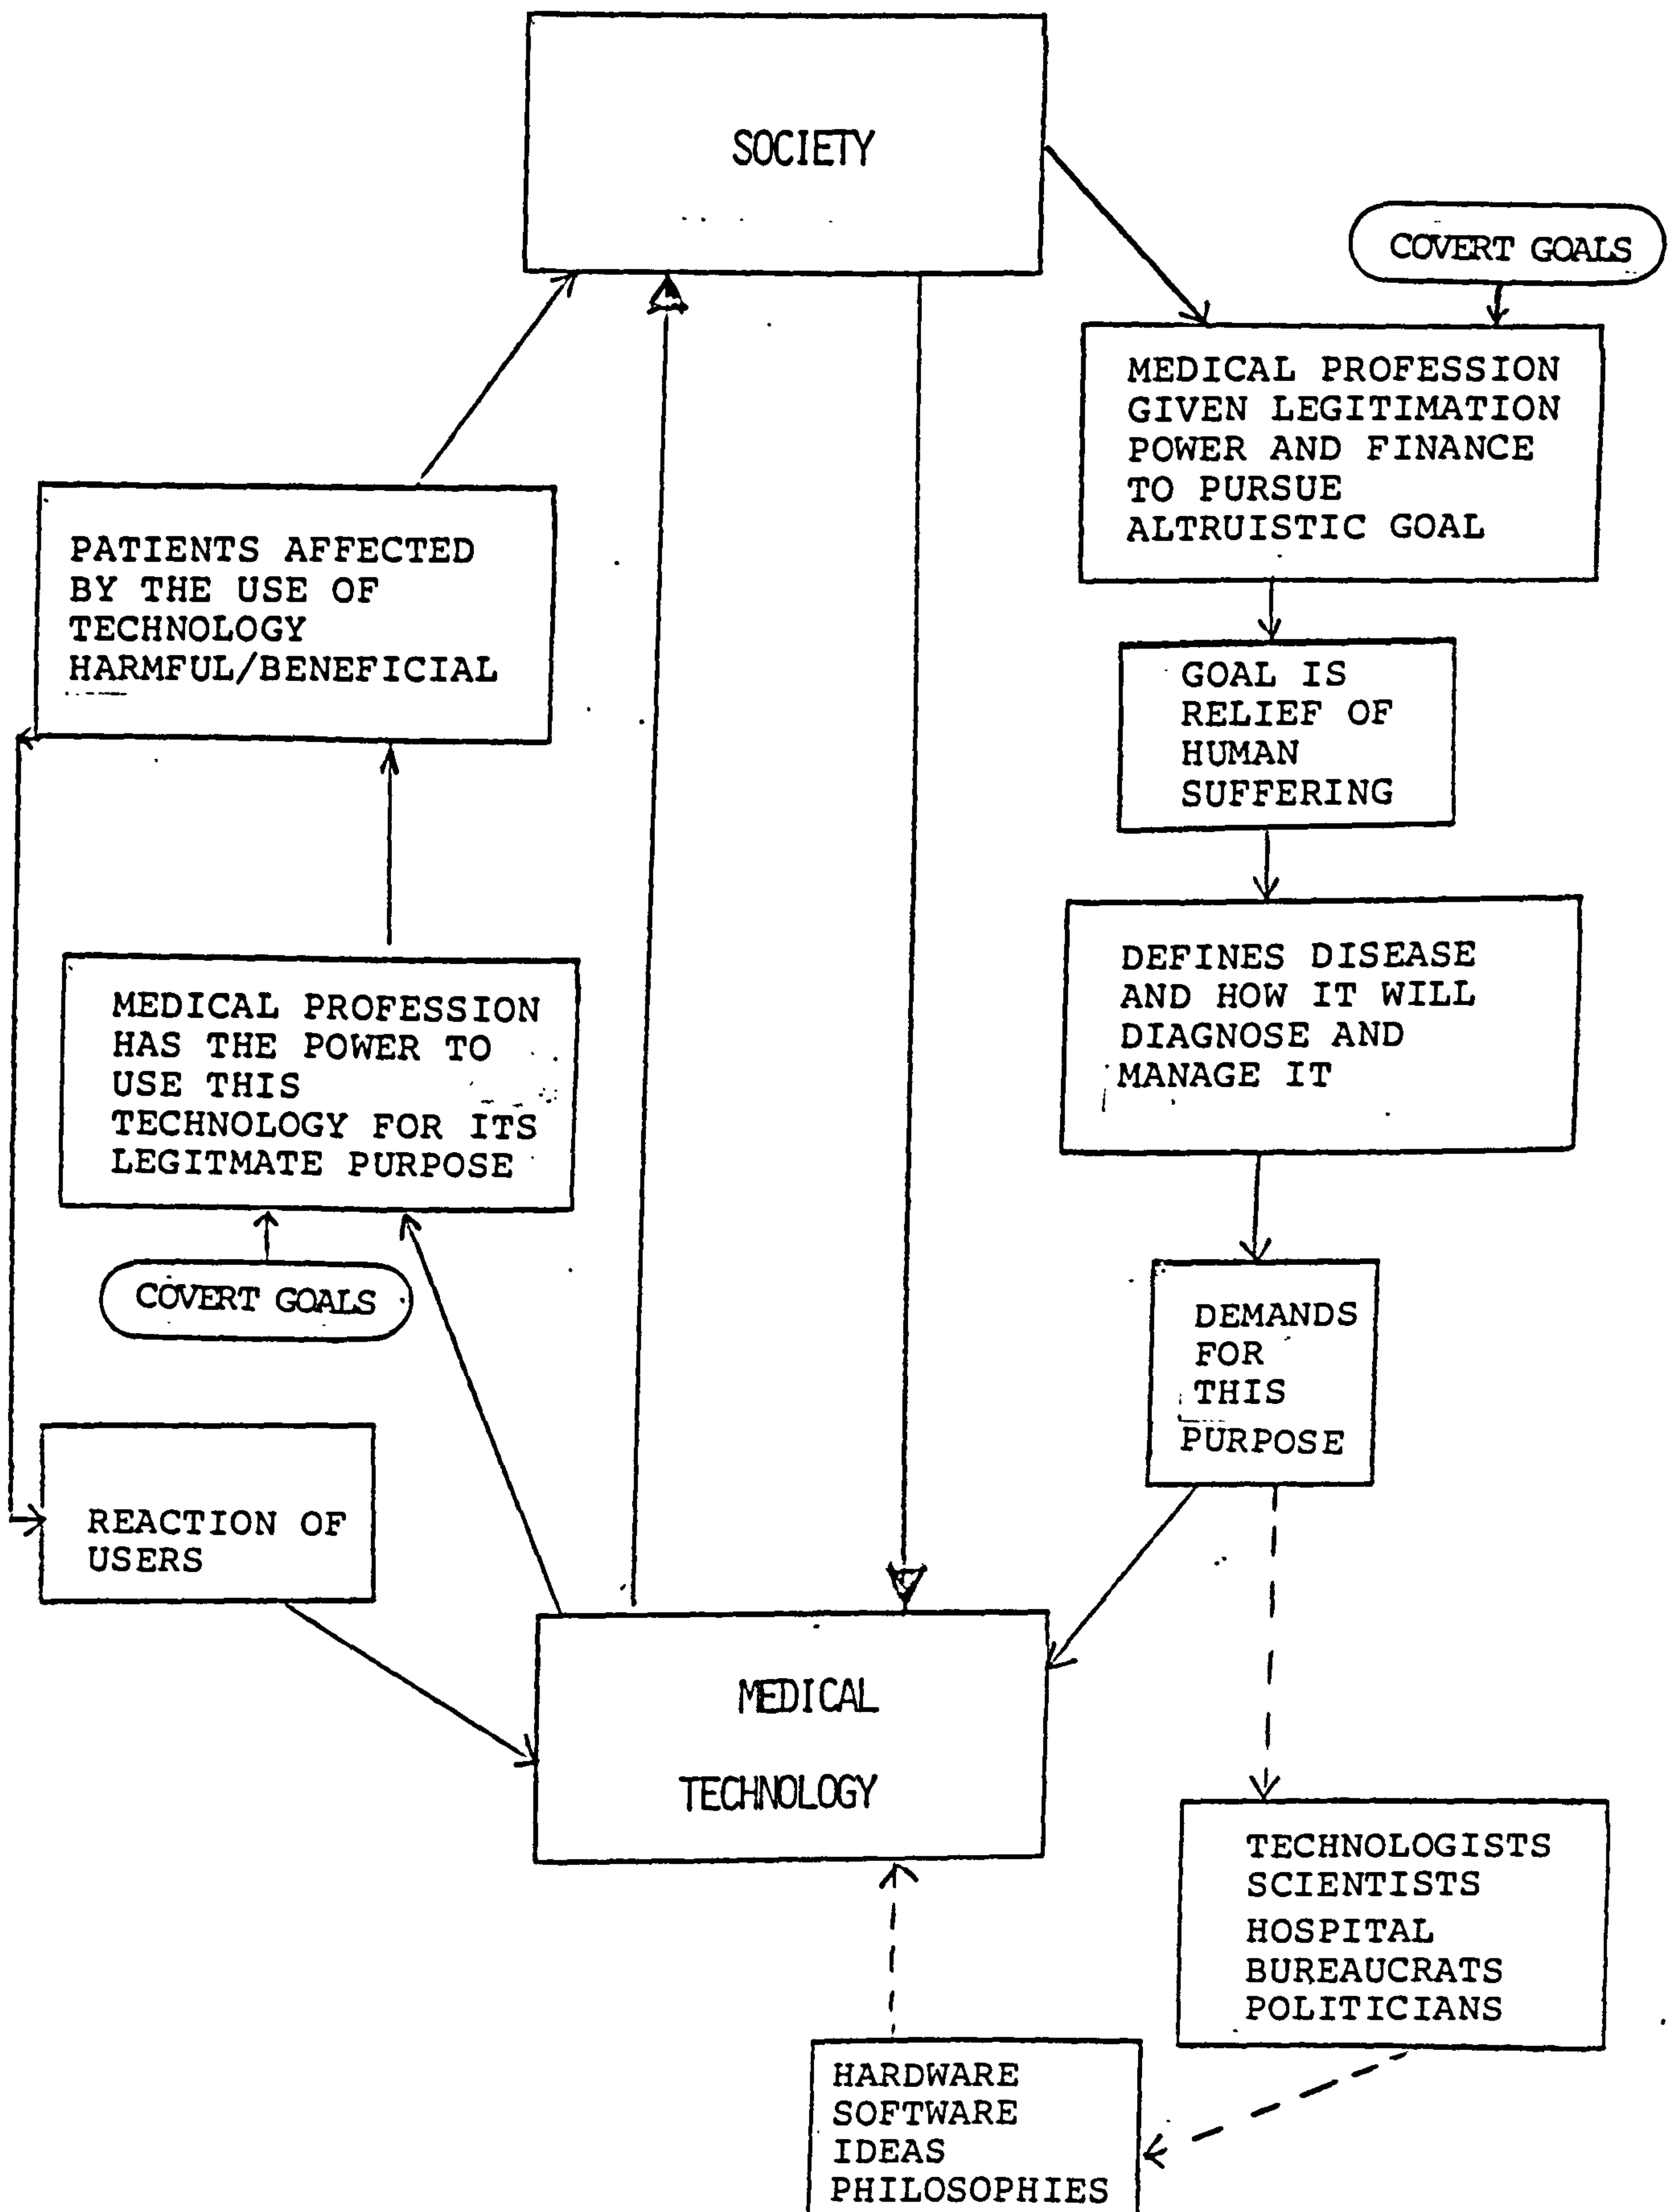 SOCIETY
COVERT GOALS
MEDICAL PROFESSION
GIVEN LEGITIMATION
POWER AND FINANCE
TO PURSUE
ALTRUISTIC GOAL
PATIENTS AFFECTED
BY THE USE OF
TECHNOLOGY
HARMFUL/BENEFICIAL
GOAL IS
RELIEF OF
HUMAN
SUFFERING
DEFINES DISEASE
AND HOW IT WILL
DIAGNOSE AND
MANAGE IT
MEDICAL PROFESSION
HAS THE POWER TO
USE THIS
TECHNOLOGY FOR ITS
LEGITMATE PURPOSE
COVERT GOALS
DEMANDS
FOR
THIS
PURPOSE
REACTION OF
USERS
MEDICAL
TECHNOLOGY
TECHNOLOGISTS
SCIENTISTS
HOSPITAL
BUREAUCRATS
POLITICIANS
HARDWARE
SOFTWARE
IDEAS
PHILOSOPHIES